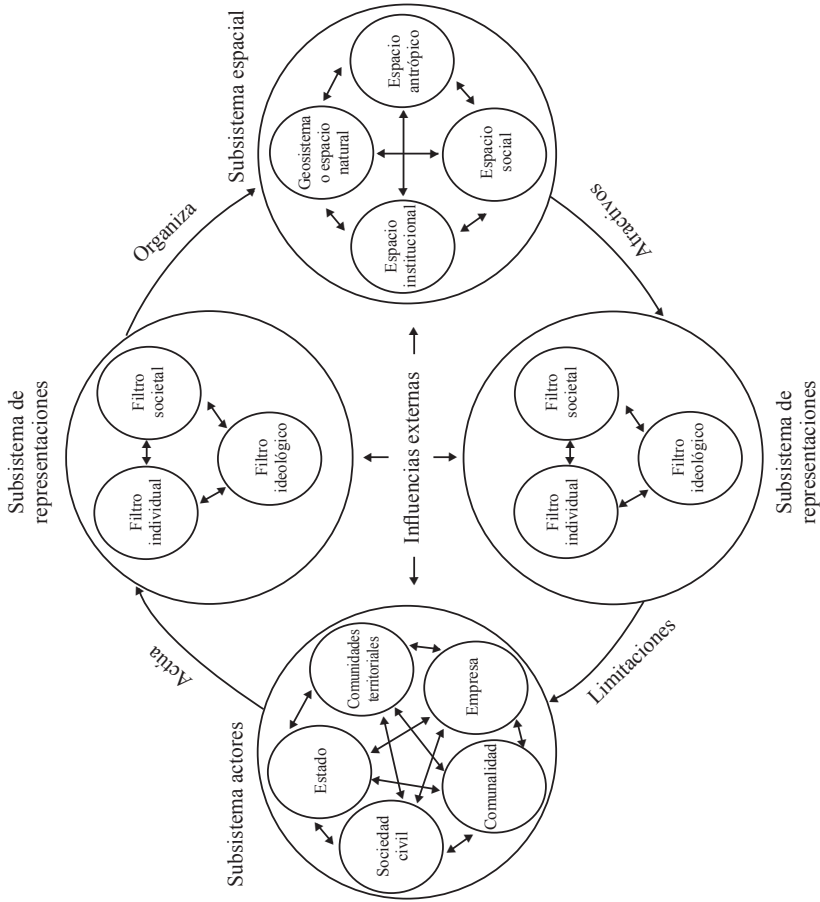 Subsistema de
representaciones
Filtro
individual
Filtro
societal
Filtro
ideológico
Actúa
Organiza
Subsistema actores
Estado
Comunidades
territoriales
Sociedad
civil
Empresa
Comunalidad
Influencias externas
Subsistema espacial
Geosistema
o espacio
natural
Espacio
institucional
Espacio
antrópico
Espacio
social
Limitaciones
Atractivos
Filtro
individual
Filtro
societal
Filtro
ideológico
Subsistema de
representaciones